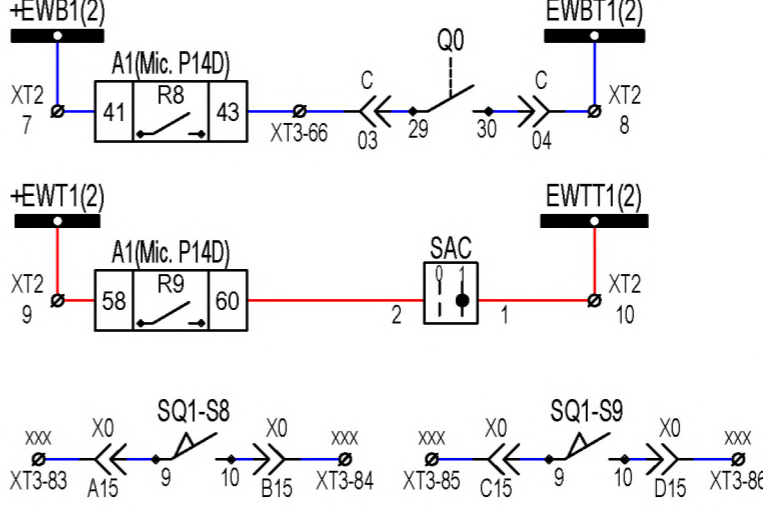 +EWB1(2) EWBT1(2)
Q0
A1(Mic. P14D)
XT2 41 R8 43 C C XT2
7 XT3-66 03 29 30 04 8
+EWT1(2) EWTT1(2)
A1(Mic. P14D) SAC
XT2 58 R9 60 0 1 XT2
9 2 1 10
SQ1-S8 SQ1-S9
xxx X0 X0 xxx xxx X0 X0 xxx
XT3-83 A15 9 10 B15 XT3-84 XT3-85 C15 9 10 D15 XT3-86